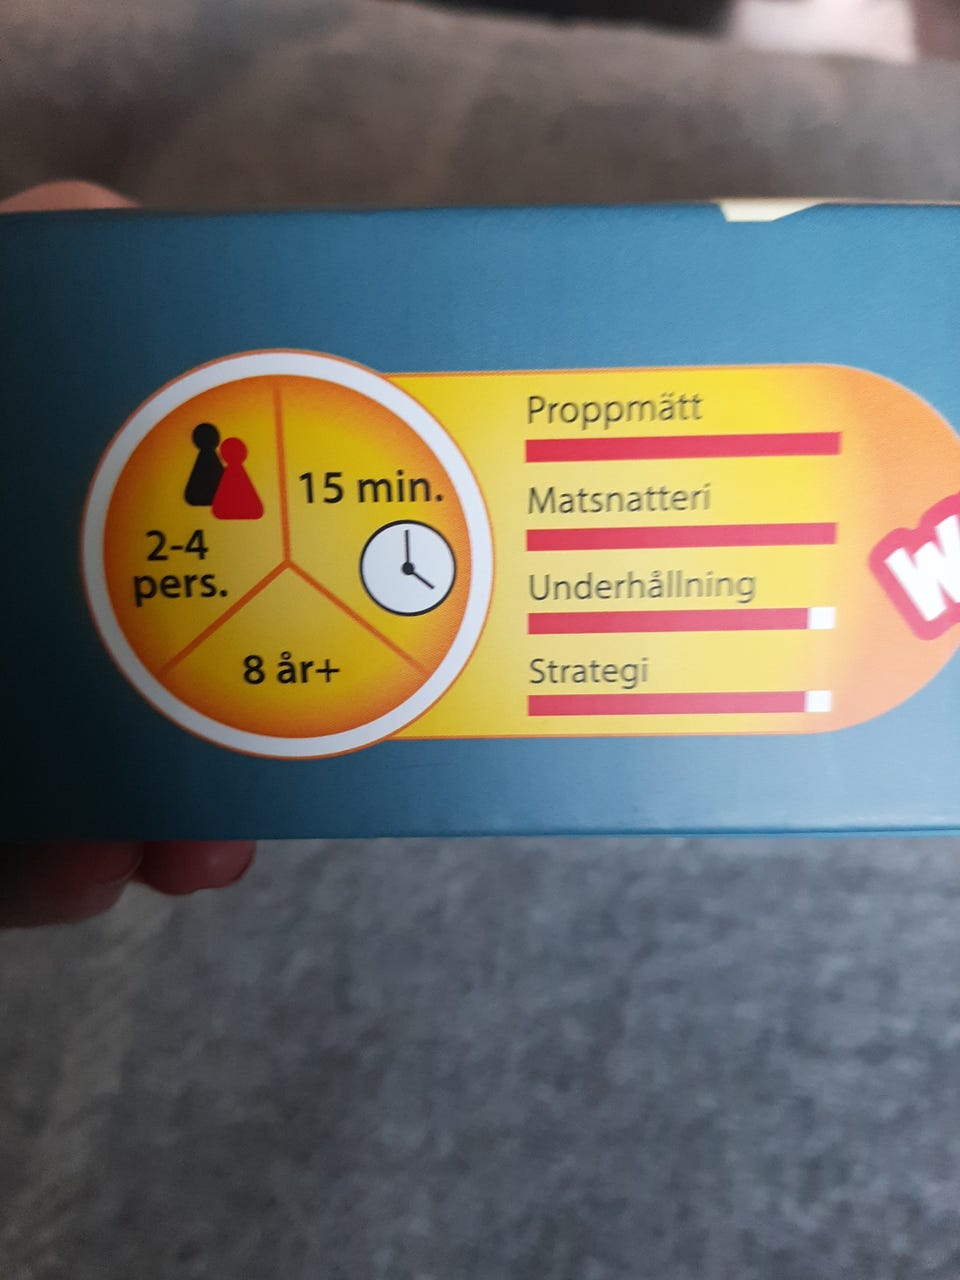 2-4
pers.
15 min.
8 år+
Proppmätt
Matsnatteri
Underhållning
Strategi